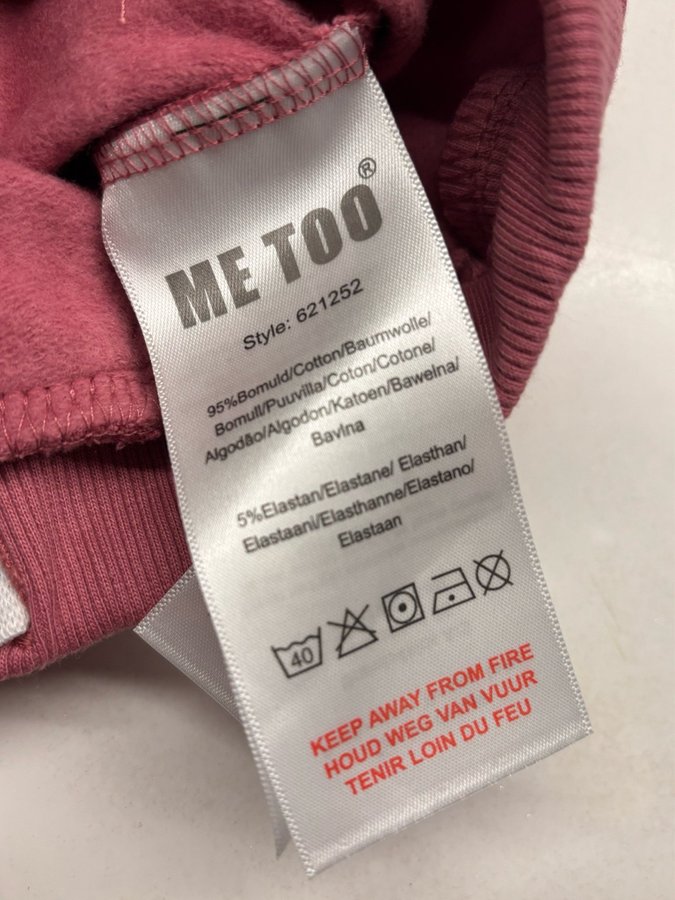 ME TOO®
Style: 621252
95%Bomuld/Cotton/Baumwolle/
Bomull/Puuvilla/Coton/Cotone/
Algodão/Algodon/Katoen/Bawelna/
Bavlna
5%Elastan/Elastane/ Elasthan/
Elastaani/Elasthanne/Elastano/
Elastaan
40
KEEP AWAY FROM FIRE
HOUD WEG VAN VUUR
TENIR LOIN DU FEU